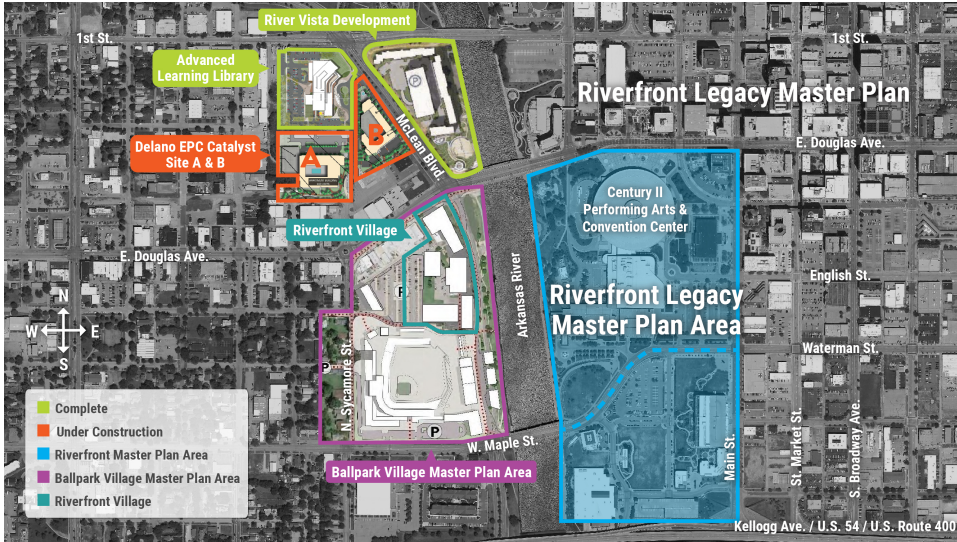 River Vista Development
1st St.
1st St.
Advanced
Learning Library
Riverfront Legacy Master Plan
P
McLean Blvd.
B
Delano EPC Catalyst
Site A & B
A
E. Douglas Ave.
Century II
Performing Arts &
Convention Center
Riverfront Village
E. Douglas Ave.
Arkansas River
English St.
P
N
W E
S
Riverfront Legacy
Master Plan Area
Waterman St.
N. Sycamore St.
P
Complete
Under Construction
Riverfront Master Plan Area
Ballpark Village Master Plan Area
Riverfront Village
P
W. Maple St.
Ballpark Village Master Plan Area
Main St.
St. Market St.
S. Broadway Ave.
Kellogg Ave. / U.S. 54 / U.S. Route 400